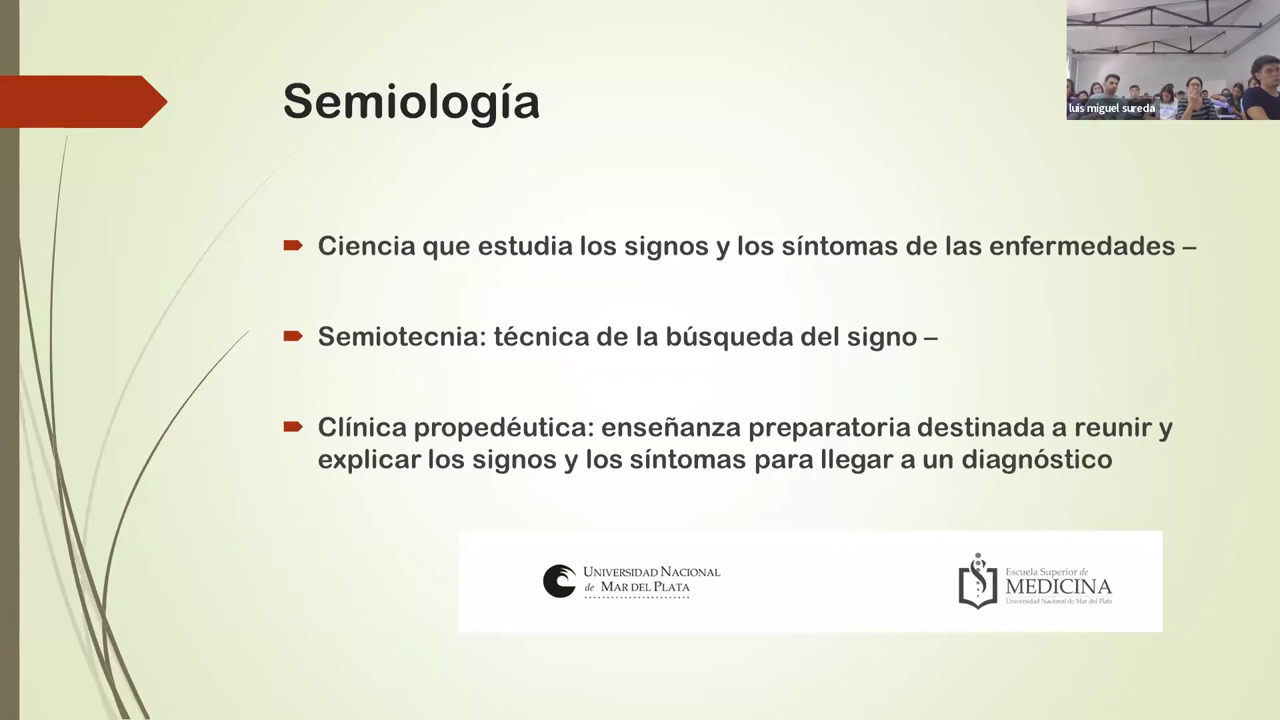 luis miguel sureda
Semiología
Ciencia que estudia los signos y los síntomas de las enfermedades –
Semiotecnia: técnica de la búsqueda del signo –
Clínica propedéutica: enseñanza preparatoria destinada a reunir y
explicar los signos y los síntomas para llegar a un diagnóstico
UNIVERSIDAD NACIONAL
de MAR DEL PLATA
Escuela Superior de
MEDICINA
Universidad Nacional de Mar del Plata